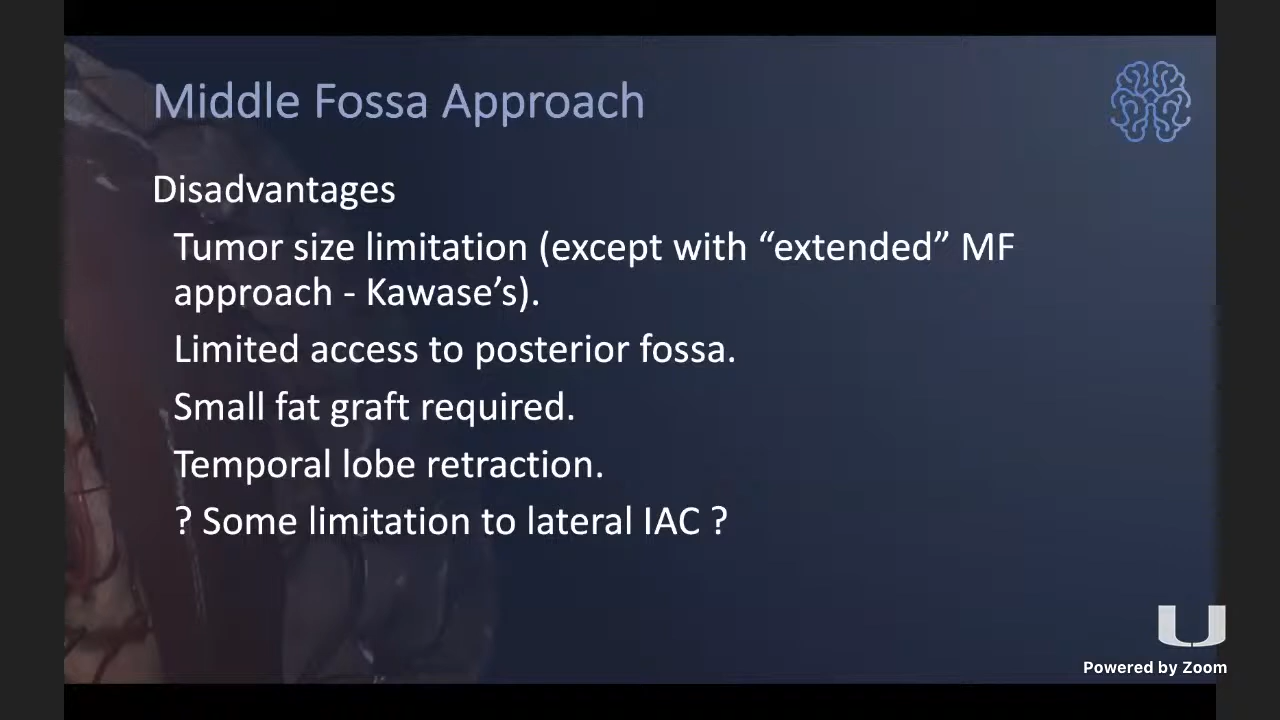 Middle Fossa Approach
Disadvantages
Tumor size limitation (except with “extended” MF
approach - Kawase’s).
Limited access to posterior fossa.
Small fat graft required.
Temporal lobe retraction.
? Some limitation to lateral IAC ?
U
Powered by Zoom